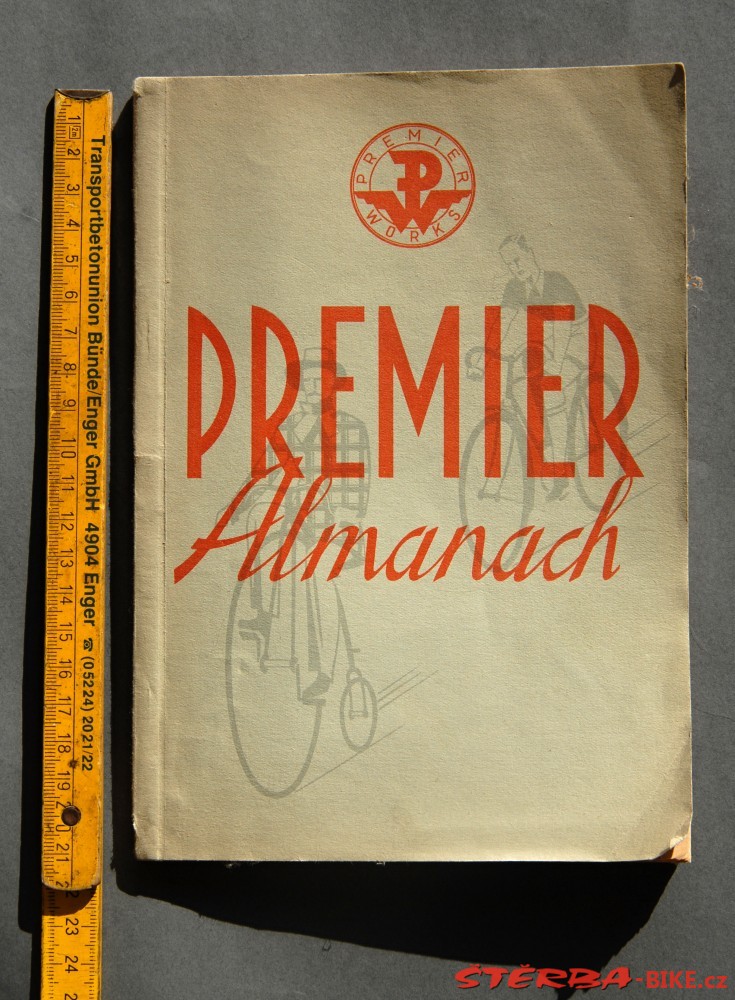 PREMIER
PW
WORKS
PREMIER
Almanach
Transportbetonunion Bünde/Enger GmbH 4904 Enger ☎ (05224) 2021/22
1 2m 2 3 4 5 6 7 8 9 10 11 12 13 14 15 16 17 18 19 20 21 22 23 24
ŠTĚRBA-BIKE.cz